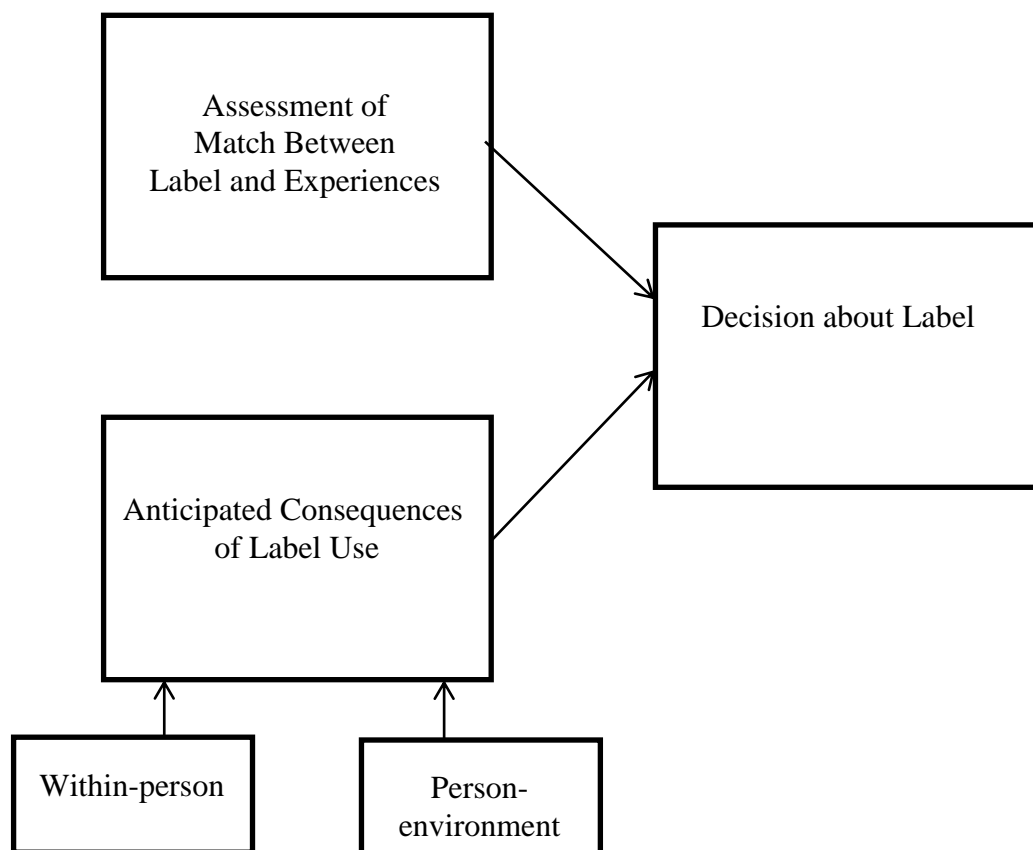 Assessment of
Match Between
Label and Experiences
Decision about Label
Anticipated Consequences
of Label Use
Within-person
Person-
environment